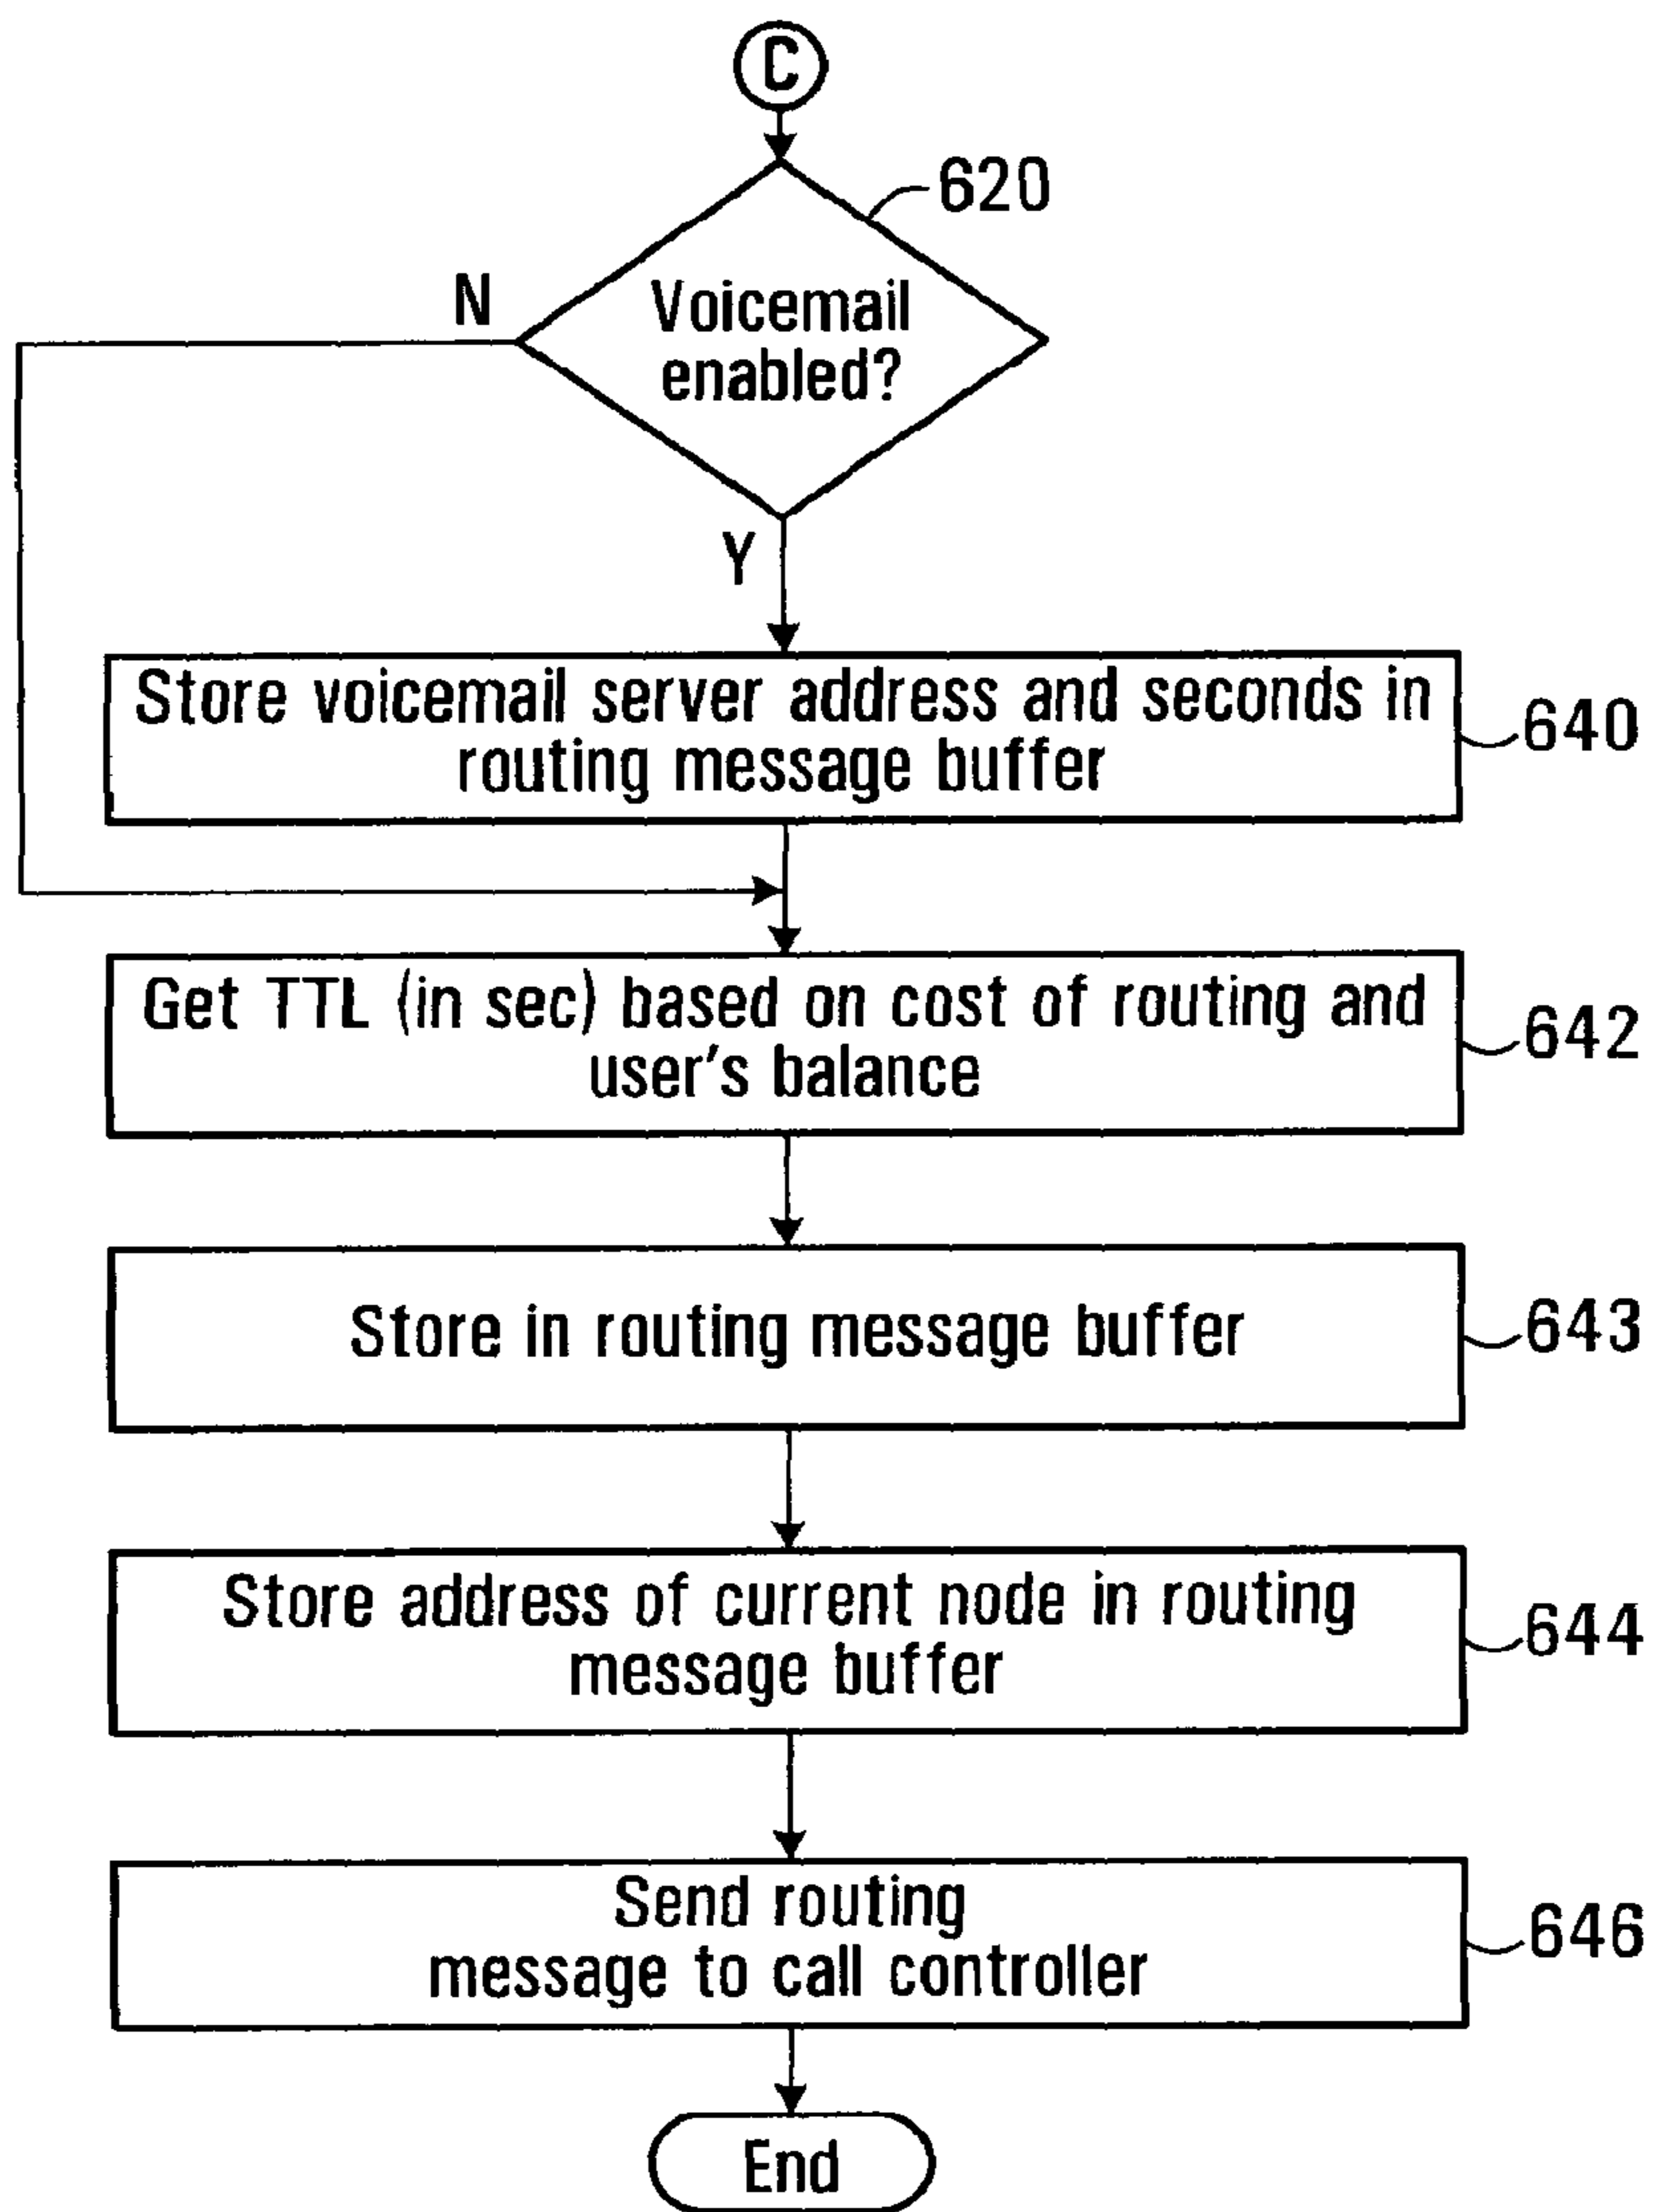 C
620
N
Voicemail
enabled?
Y
Store voicemail server address and seconds in
routing message buffer
640
Get TTL (in sec) based on cost of routing and
user's balance
642
Store in routing message buffer
643
Store address of current node in routing
message buffer
644
Send routing
message to call controller
646
End